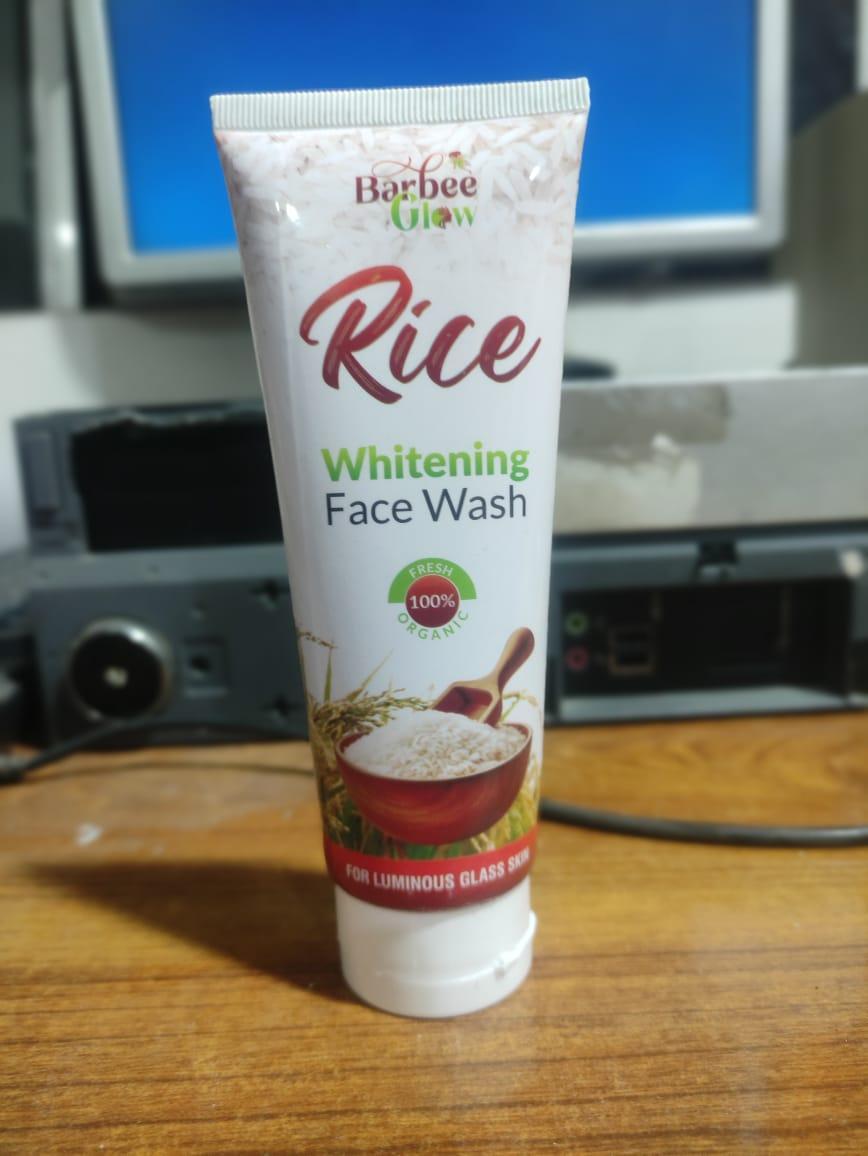 Barbee
Glow
Rice
Whitening
Face Wash
FRESH
100%
ORGANIC
FOR LUMINOUS GLASS SKIN